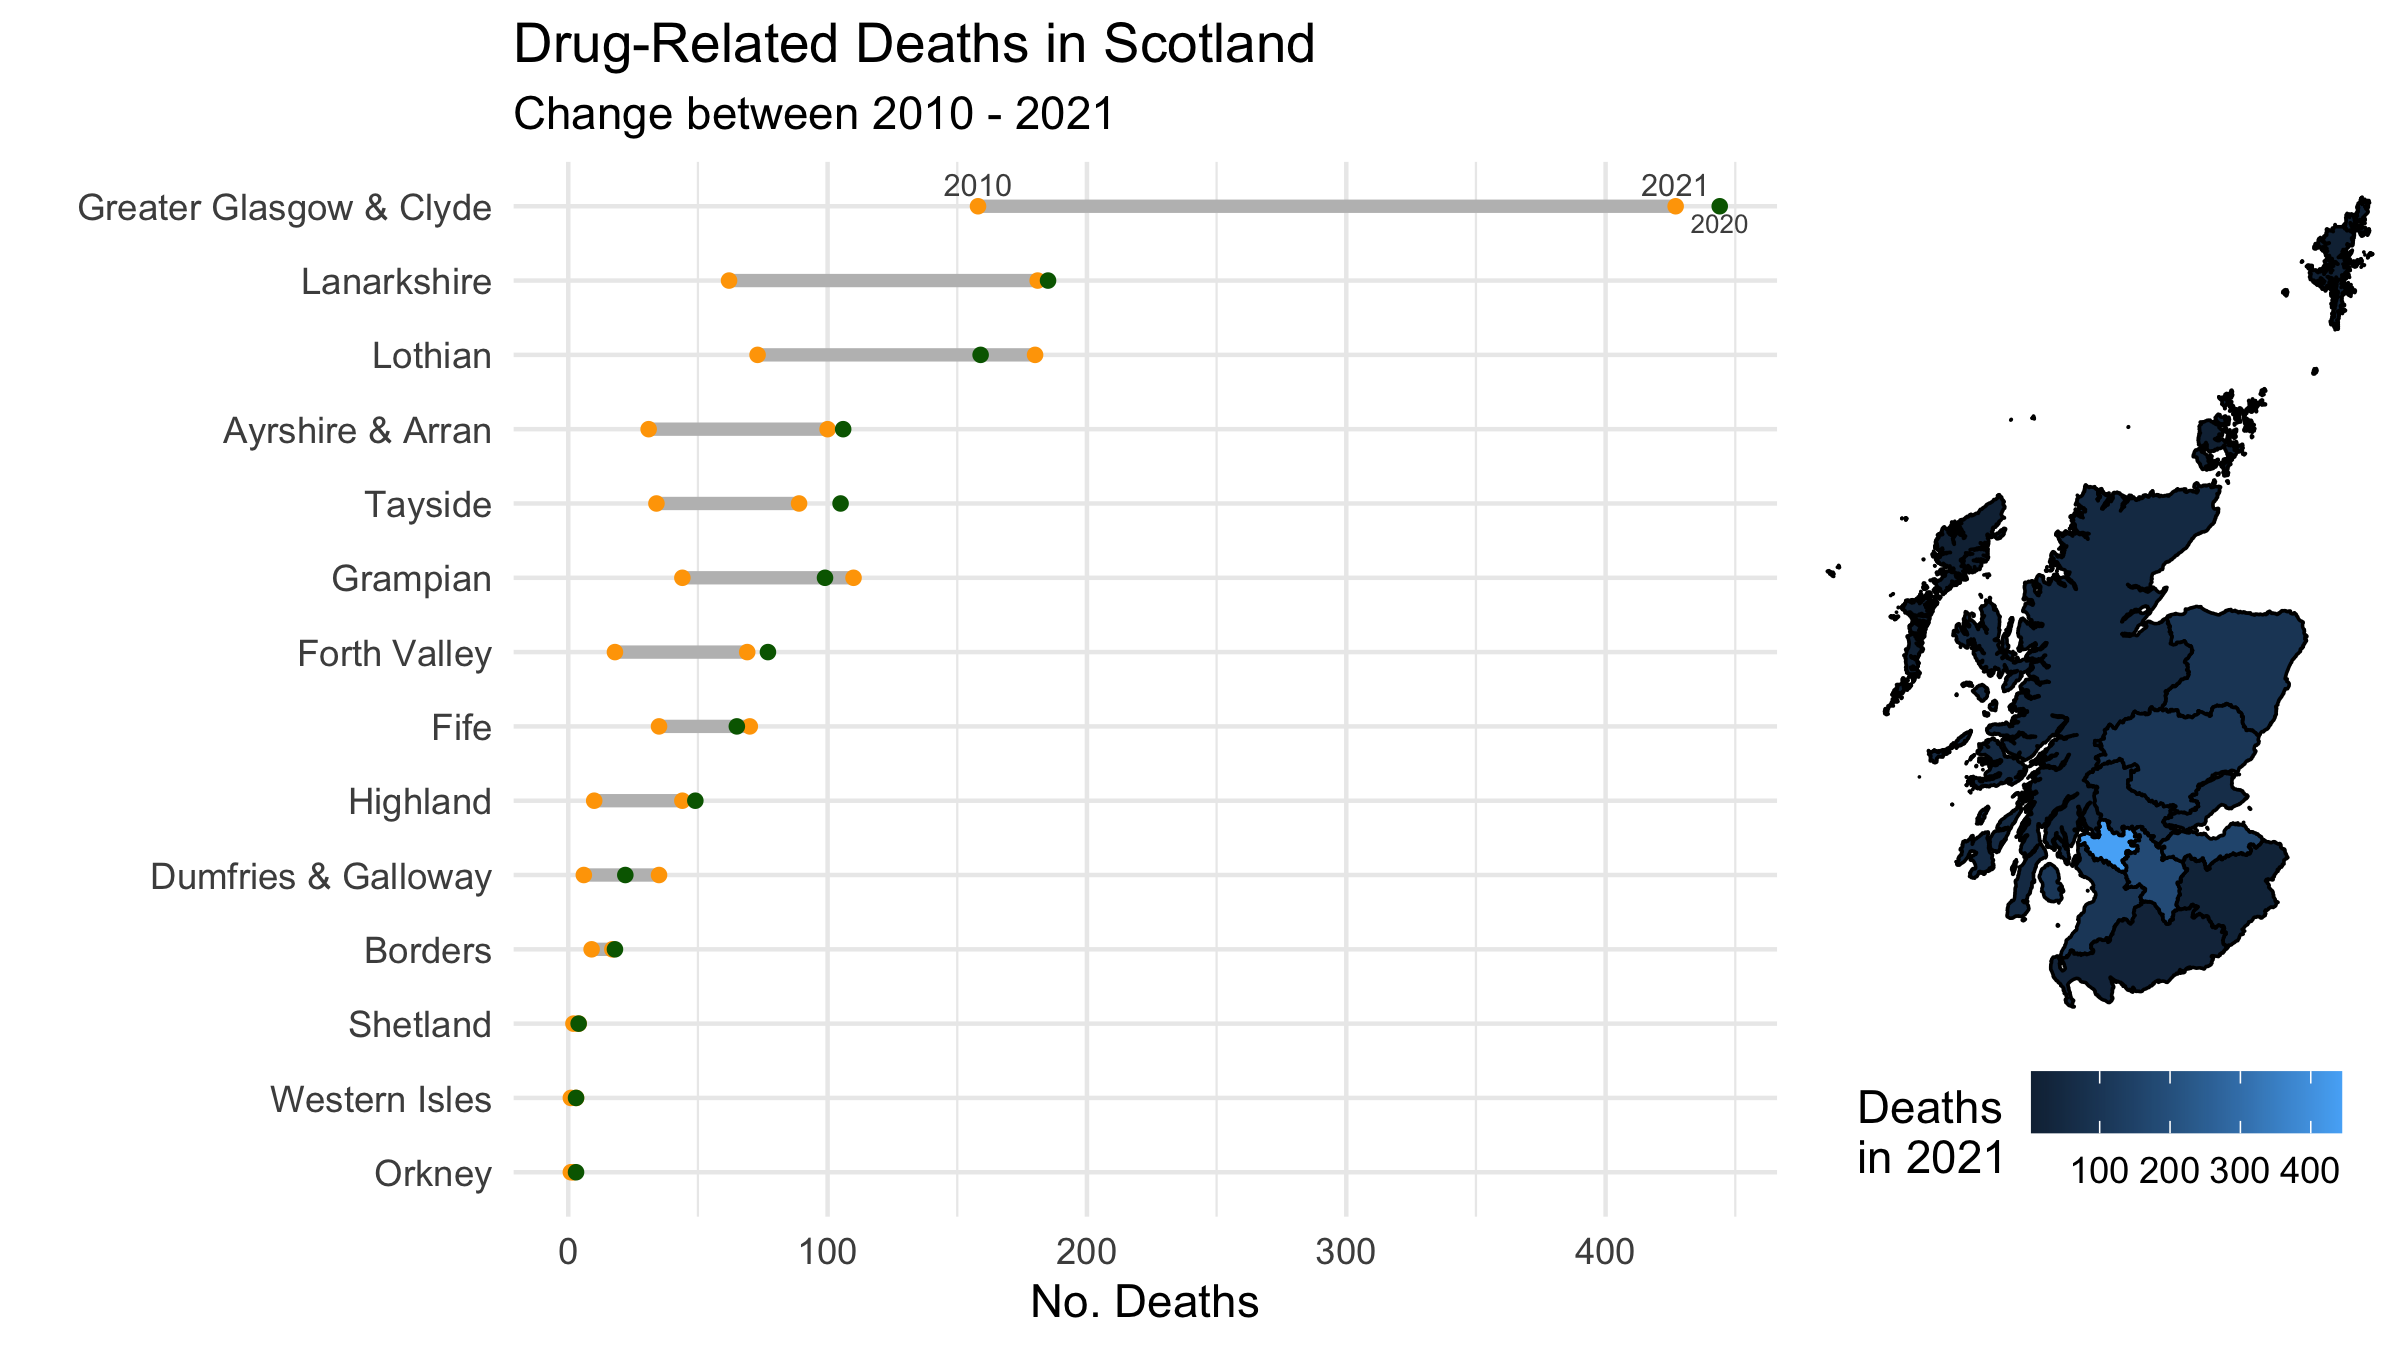 Drug-Related Deaths in Scotland
Change between 2010 - 2021
2010
2021
2020
Greater Glasgow & Clyde
Lanarkshire
Lothian
Ayrshire & Arran
Tayside
Grampian
Forth Valley
Fife
Highland
Dumfries & Galloway
Borders
Shetland
Western Isles
Orkney
0 100 200 300 400
No. Deaths
Deaths
in 2021
100 200 300 400